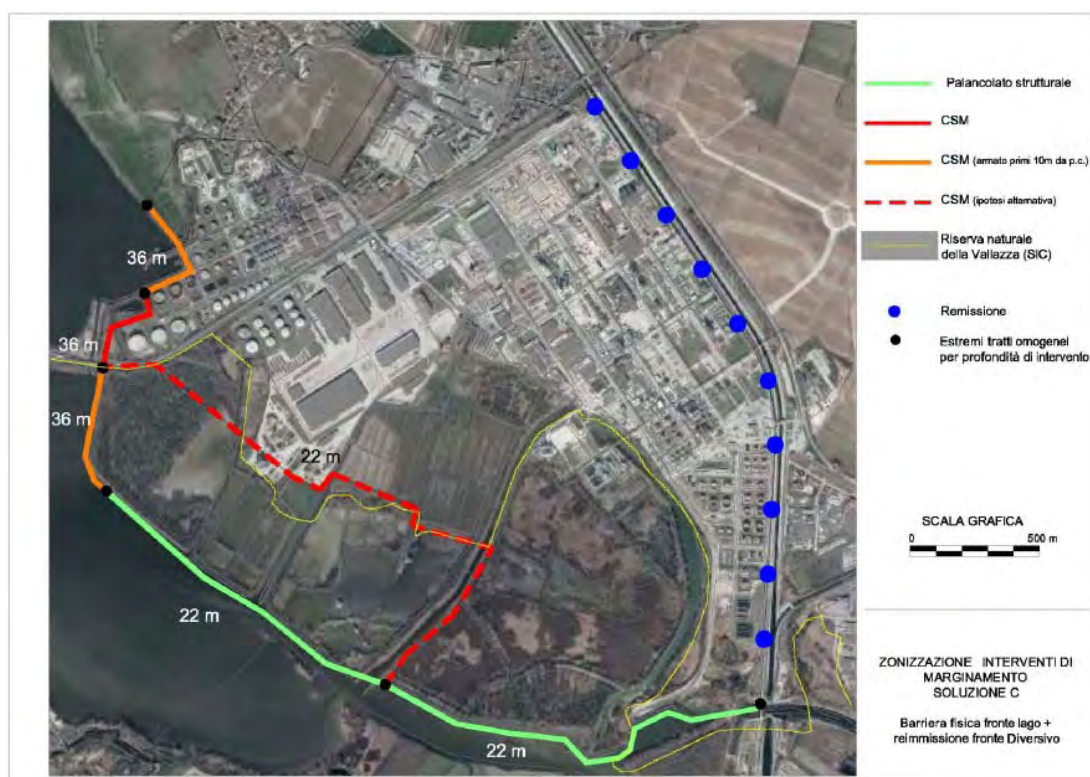 36 m
36 m
36 m
22 m
22 m
22 m
Palancolato strutturale
CSM
CSM (armato primi 10m da p.c.)
CSM (ipotesi alternativa)
Riserva naturale
della Vallazza (SIC)
Remissione
Estremi tratti omogenei
per profondità di intervento
SCALA GRAFICA
0 500 m
ZONIZZAZIONE INTERVENTI DI
MARGINAMENTO
SOLUZIONE C
Barriera fisica fronte lago +
reimmissione fronte Diversivo